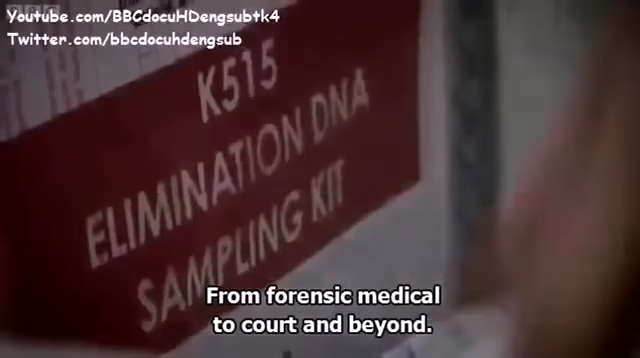 Youtube.com/BBCdocuHDengsubtk4
Twitter.com/bbcdocuhdengsub
K515
ELIMINATION DNA
SAMPLING KIT
From forensic medical
to court and beyond.